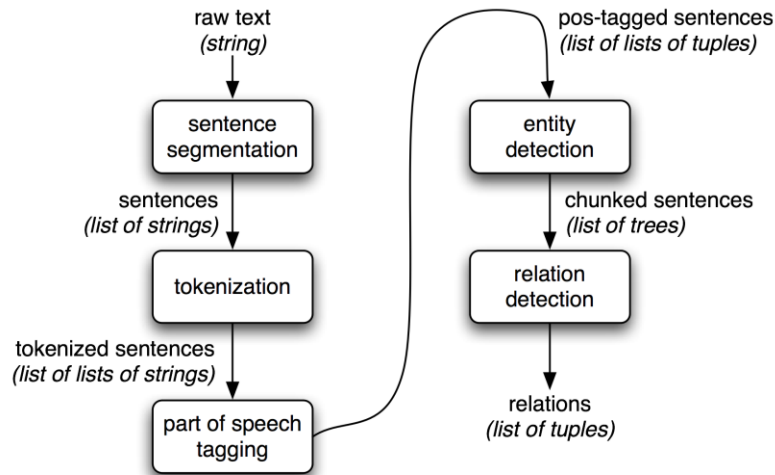 raw text
(string)
sentence
segmentation
sentences
(list of strings)
tokenization
tokenized sentences
(list of lists of strings)
part of speech
tagging
pos-tagged sentences
(list of lists of tuples)
entity
detection
chunked sentences
(list of trees)
relation
detection
relations
(list of tuples)